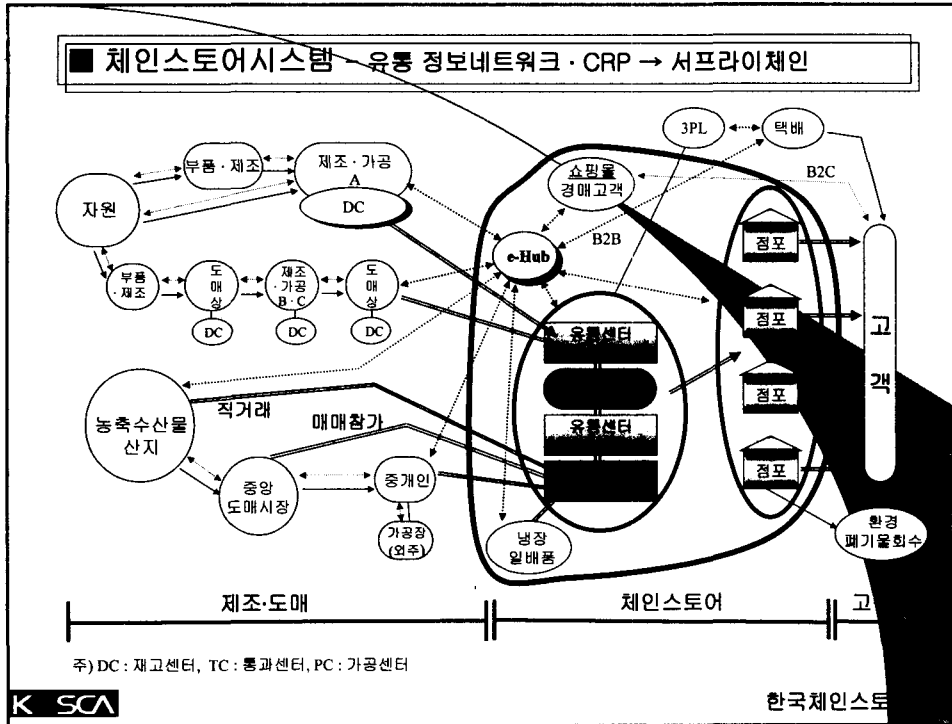 ■ 체인스토어시스템 - 유통 정보네트워크 · CRP → 서프라이체인
3PL
택배
부품 · 제조
제조 · 가공
A
DC
쇼핑몰
경매고객
B2C
자원
B2B
e-Hub
점포
부품
·제조
도
매
상
제조
·가공
B · C
도
매
상
DC
DC
DC
유통센터
점포
고
객
점포
직거래
매매참가
유통센터
농축수산물
산지
점포
중앙
도매시장
중개인
가공장
(외주)
냉장
일배품
환경
폐기물회수
제조·도매
체인스토어
고
주) DC : 재고센터, TC : 통과센터, PC : 가공센터
K SCA
한국체인스토